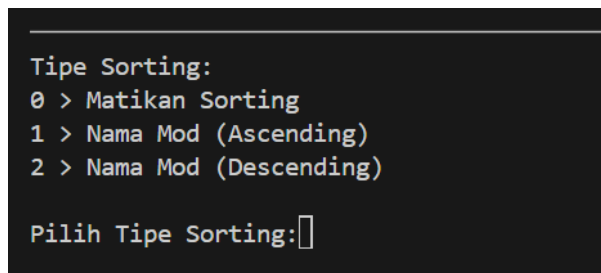 Tipe Sorting:
0 > Matikan Sorting
1 > Nama Mod (Ascending)
2 > Nama Mod (Descending)
Pilih Tipe Sorting: